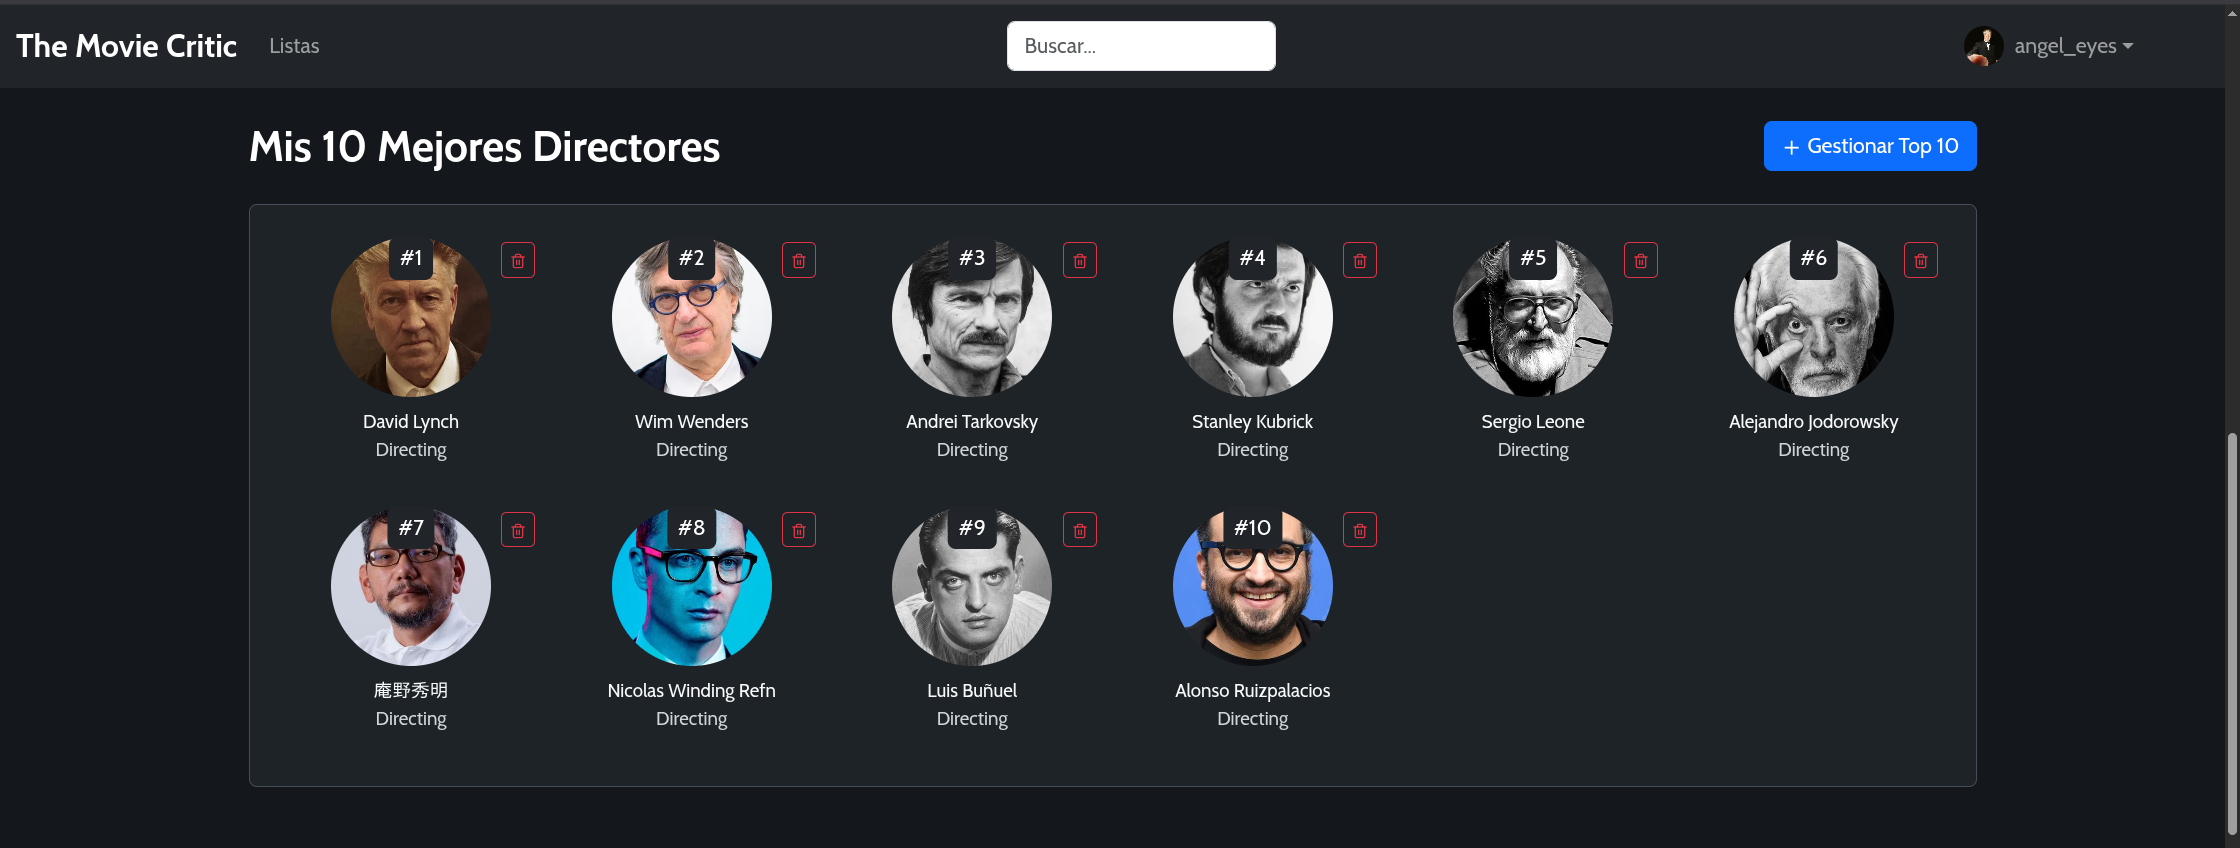 The Movie Critic Listas Buscar... angel_eyes
Mis 10 Mejores Directores
+ Gestionar Top 10
#1 #2 #3 #4 #5 #6
David Lynch Wim Wenders Andrei Tarkovsky Stanley Kubrick Sergio Leone Alejandro Jodorowsky
Directing Directing Directing Directing Directing Directing
#7 #8 #9 #10
庵野秀明 Nicolas Winding Refn Luis Buñuel Alonso Ruizpalacios
Directing Directing Directing Directing